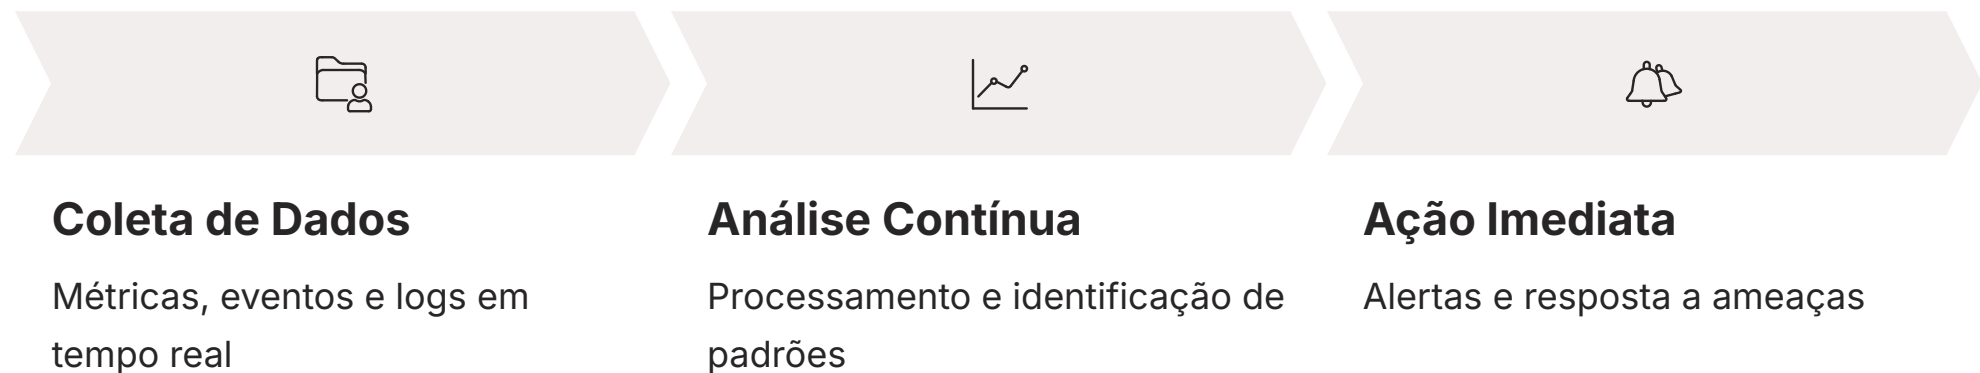 Coleta de Dados
Métricas, eventos e logs em
tempo real
Análise Contínua
Processamento e identificação de
padrões
Ação Imediata
Alertas e resposta a ameaças